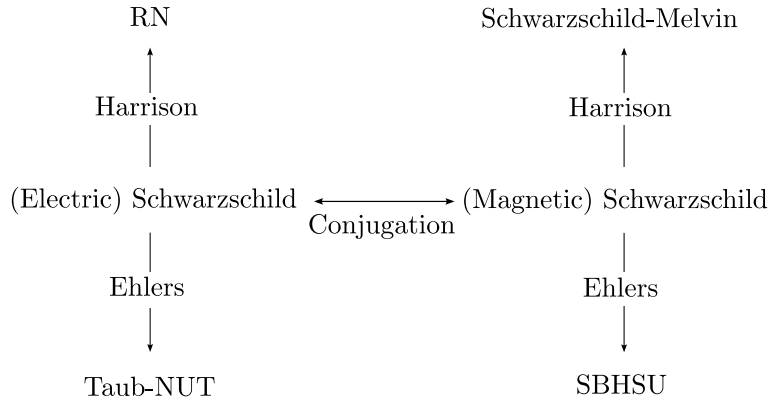 RN
Schwarzschild-Melvin
Harrison
Harrison
(Electric) Schwarzschild
(Magnetic) Schwarzschild
Conjugation
Ehlers
Ehlers
Taub-NUT
SBHSU